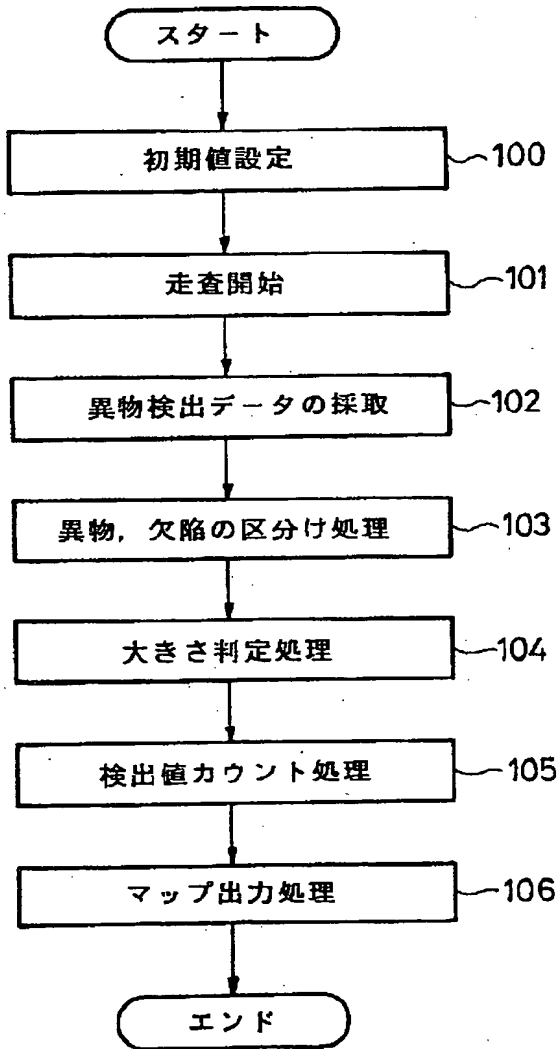 スタート
初期値設定 100
走査開始 101
異物検出データの採取 102
異物，欠陥の区分け処理 103
大きさ判定処理 104
検出値カウント処理 105
マップ出力処理 106
エンド